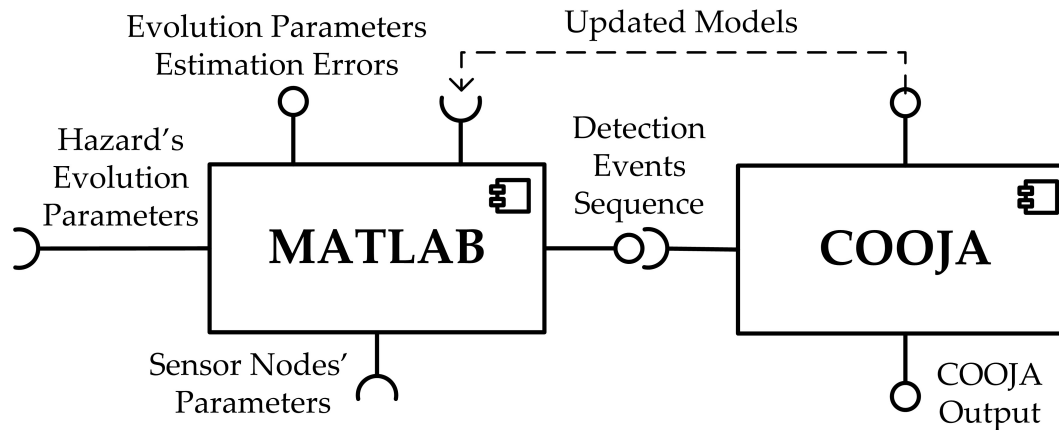 Evolution Parameters
Estimation Errors
Updated Models
Hazard's
Evolution
Parameters
Detection
Events
Sequence
MATLAB
COOJA
Sensor Nodes'
Parameters
COOJA
Output